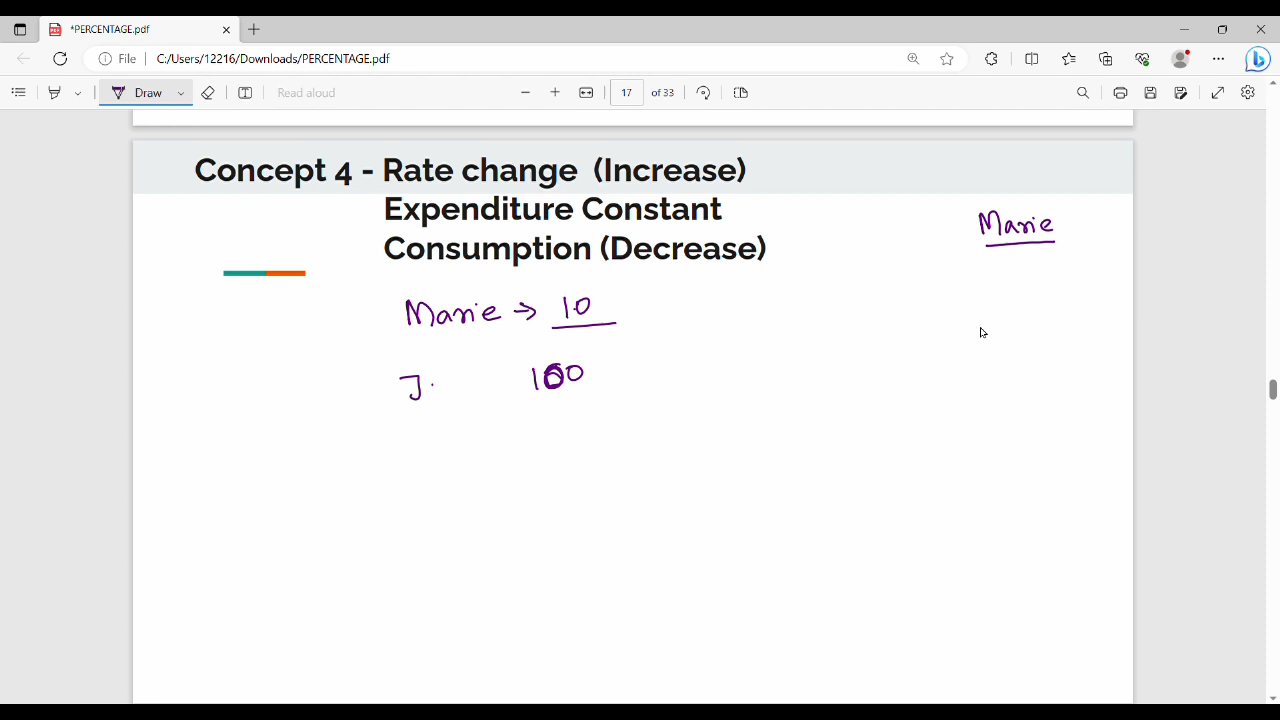 *PERCENTAGE.pdf
File C:/Users/12216/Downloads/PERCENTAGE.pdf
Draw Read aloud 17 of 33
Concept 4 - Rate change (Increase)
Expenditure Constant
Consumption (Decrease)
Marie
Marie → 10
J. 100